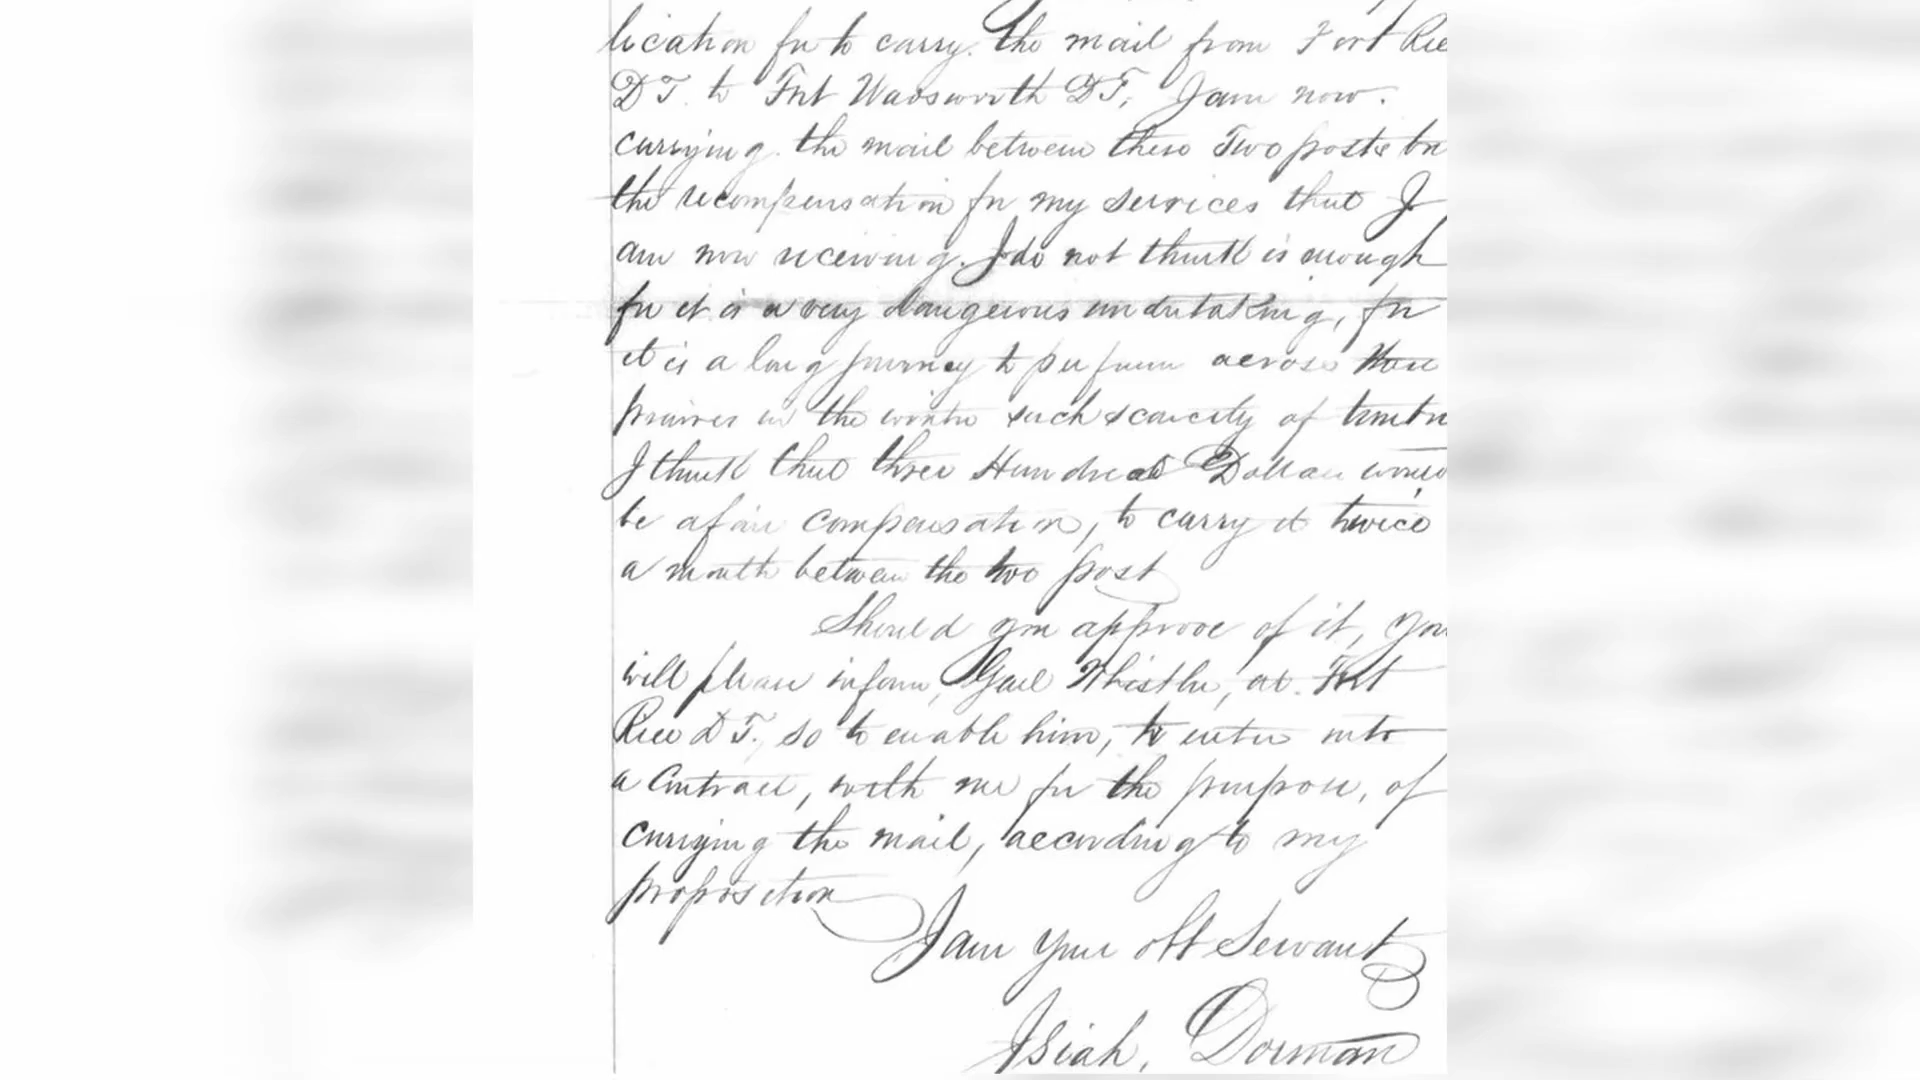 lication for to carry. the mail from Fort Rice
D T. to Fort Wadsworth D T, I am now.
carrying. the mail between these Two posts
the recompensation for my services that I
am now receiving. I do not think is enough
for it is a very dangerous undertaking, for
it is a long journey to perform across these
prairies in the winter such scarcity of timber
I think that three Hundred Dollars would
be a fair compensation, to carry it twice
a month between the two post
Should you approve of it, you
will please inform, Whistler, at Fort
Rice D T. so to enable him, to enter into
a Contract, with me for the purpose, of
carrying the mail, according to my
proposition
I am your obt Servant
Isiah, Dorman